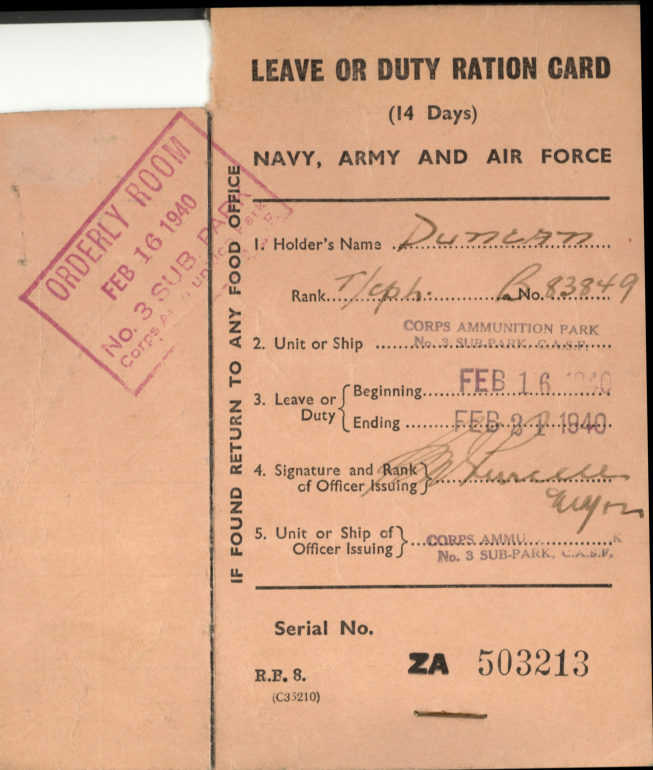 LEAVE OR DUTY RATION CARD
(14 Days)
NAVY, ARMY AND AIR FORCE
1. Holder's Name Duncan
Rank T/cpl. No. B 83849
CORPS AMMUNITION PARK
2. Unit or Ship No. 3 SUB-PARK, C.A.S.F.
3. Leave or Duty Beginning FEB 16 1940
Ending FEB 21 1940
4. Signature and Rank
of Officer Issuing
Major
5. Unit or Ship of CORPS AMMU K
Officer Issuing No. 3 SUB-PARK, C.A.S.F.
Serial No.
ZA 503213
R.B. 8.
(C35210)
IF FOUND RETURN TO ANY FOOD OFFICE
ORDERLY ROOM
FEB 16 1940
No. 3 SUB. PARK
Corps Park